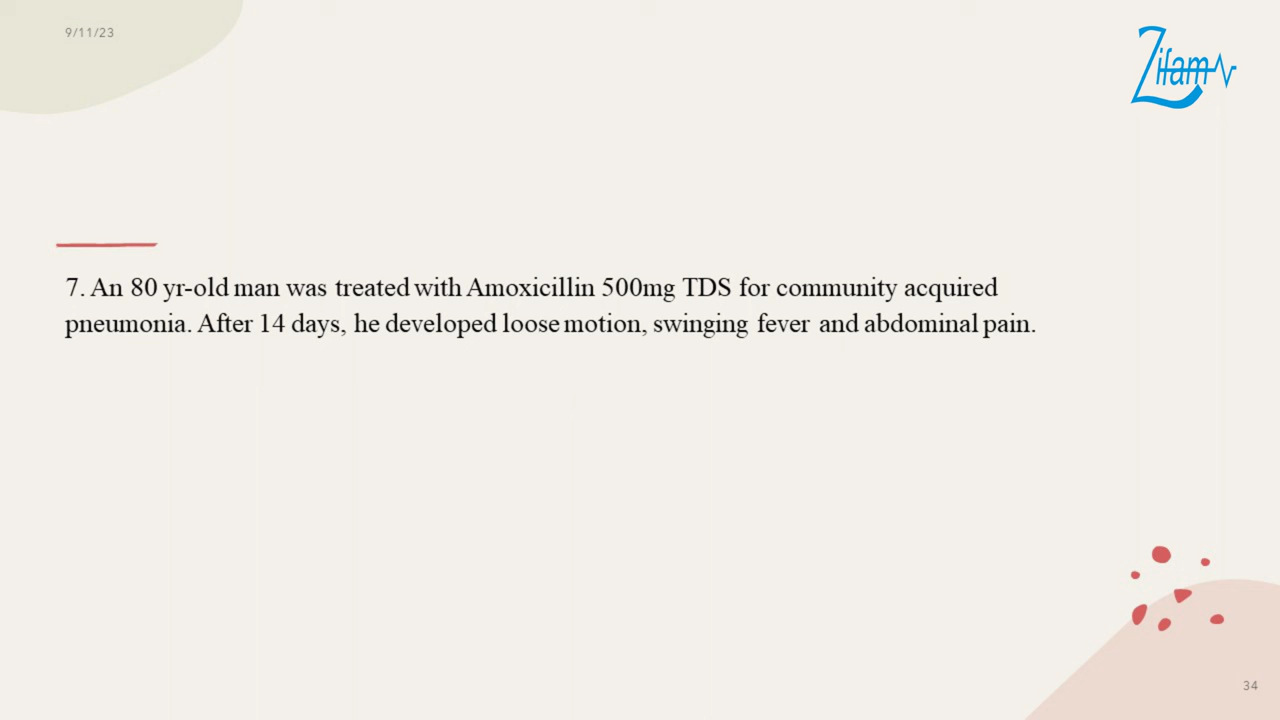 9/11/23
Zifam
7. An 80 yr-old man was treated with Amoxicillin 500mg TDS for community acquired
pneumonia. After 14 days, he developed loose motion, swinging fever and abdominal pain.
34